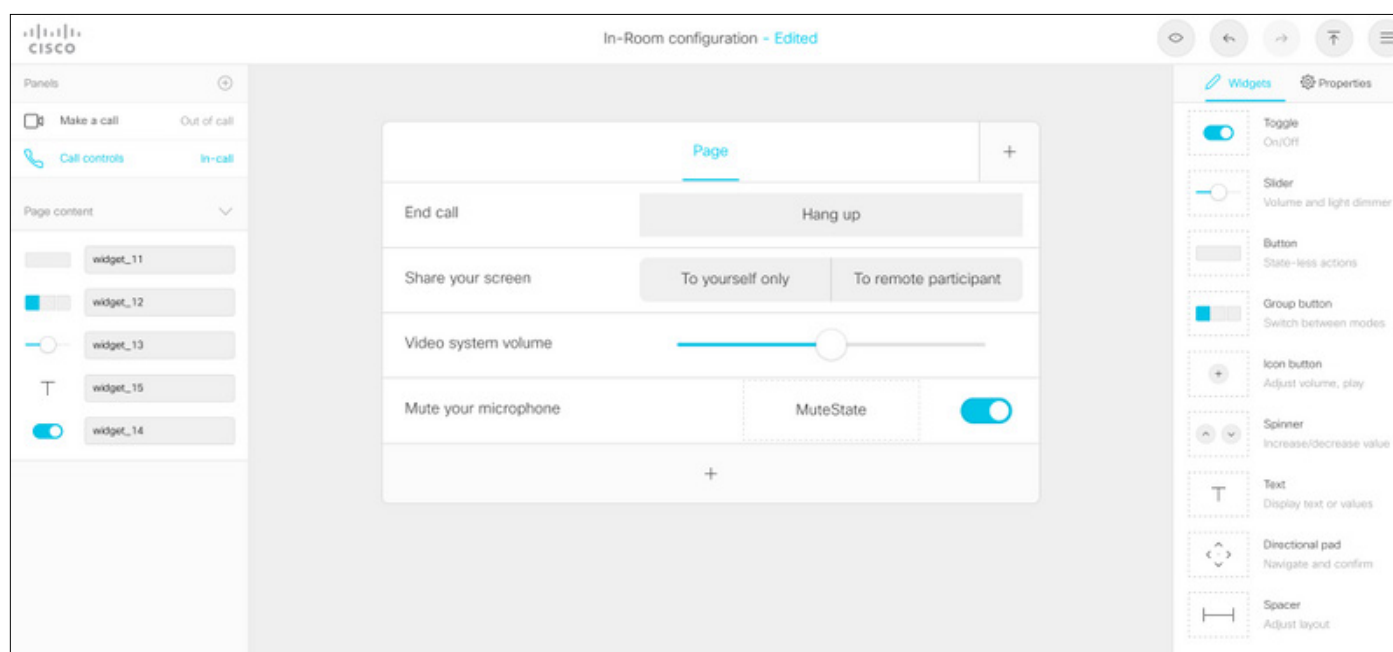 CISCO
In-Room configuration - Edited
Panels
Make a call Out of call
Call controls In-call
Page content
widget_11
widget_12
widget_13
T widget_15
widget_14
Page +
End call Hang up
Share your screen To yourself only To remote participant
Video system volume
Mute your microphone MuteState
+
Widgets Properties
Toggle
On/Off
Slider
Volume and light dimmer
Button
State-less actions
Group button
Switch between modes
Icon button
Adjust volume, play
Spinner
Increase/decrease value
Text
Display text or values
Directional pad
Navigate and confirm
Spacer
Adjust layout